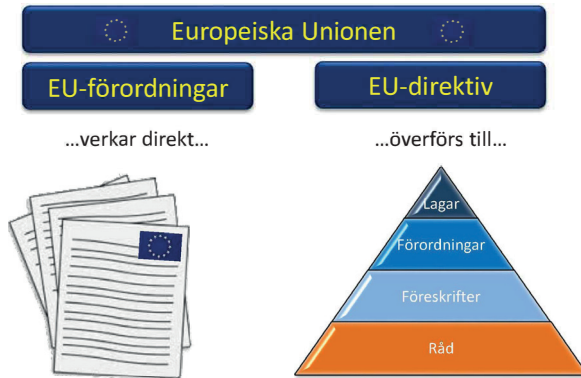 Europeiska Unionen
EU-förordningar
EU-direktiv
...verkar direkt...
...överförs till...
Lagar
Förordningar
Föreskrifter
Råd